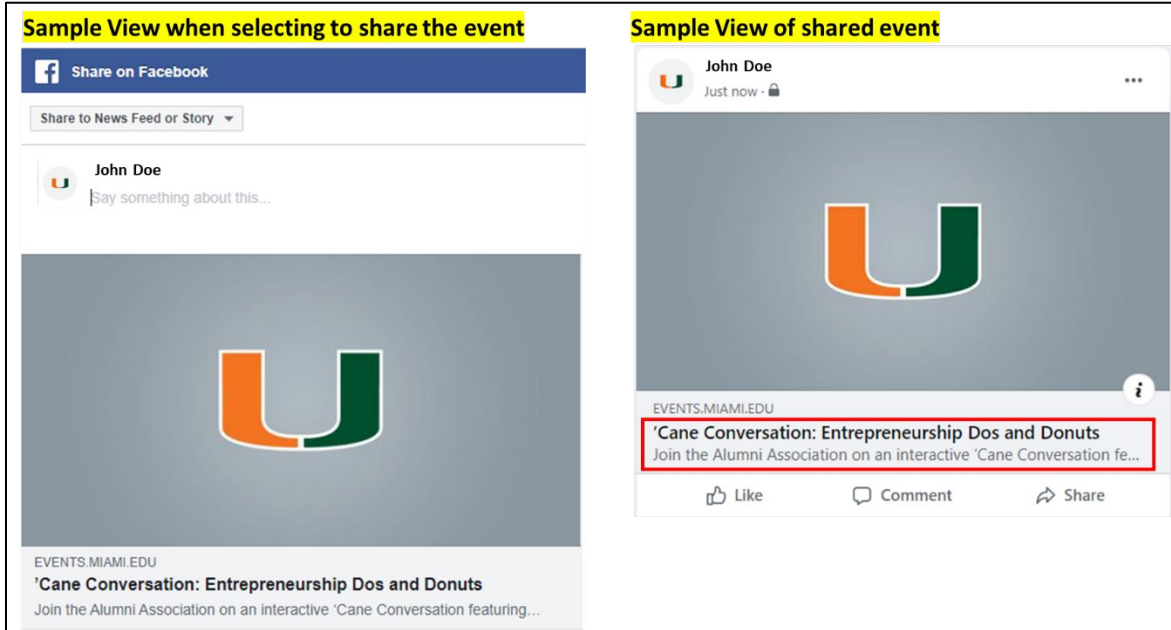 Sample View when selecting to share the event
Share on Facebook
Share to News Feed or Story
John Doe
Say something about this...
EVENTS.MIAMI.EDU
’Cane Conversation: Entrepreneurship Dos and Donuts
Join the Alumni Association on an interactive ‘Cane Conversation featuring...
Sample View of shared event
John Doe
Just now ·
EVENTS.MIAMI.EDU
’Cane Conversation: Entrepreneurship Dos and Donuts
Join the Alumni Association on an interactive ‘Cane Conversation fe...
Like Comment Share